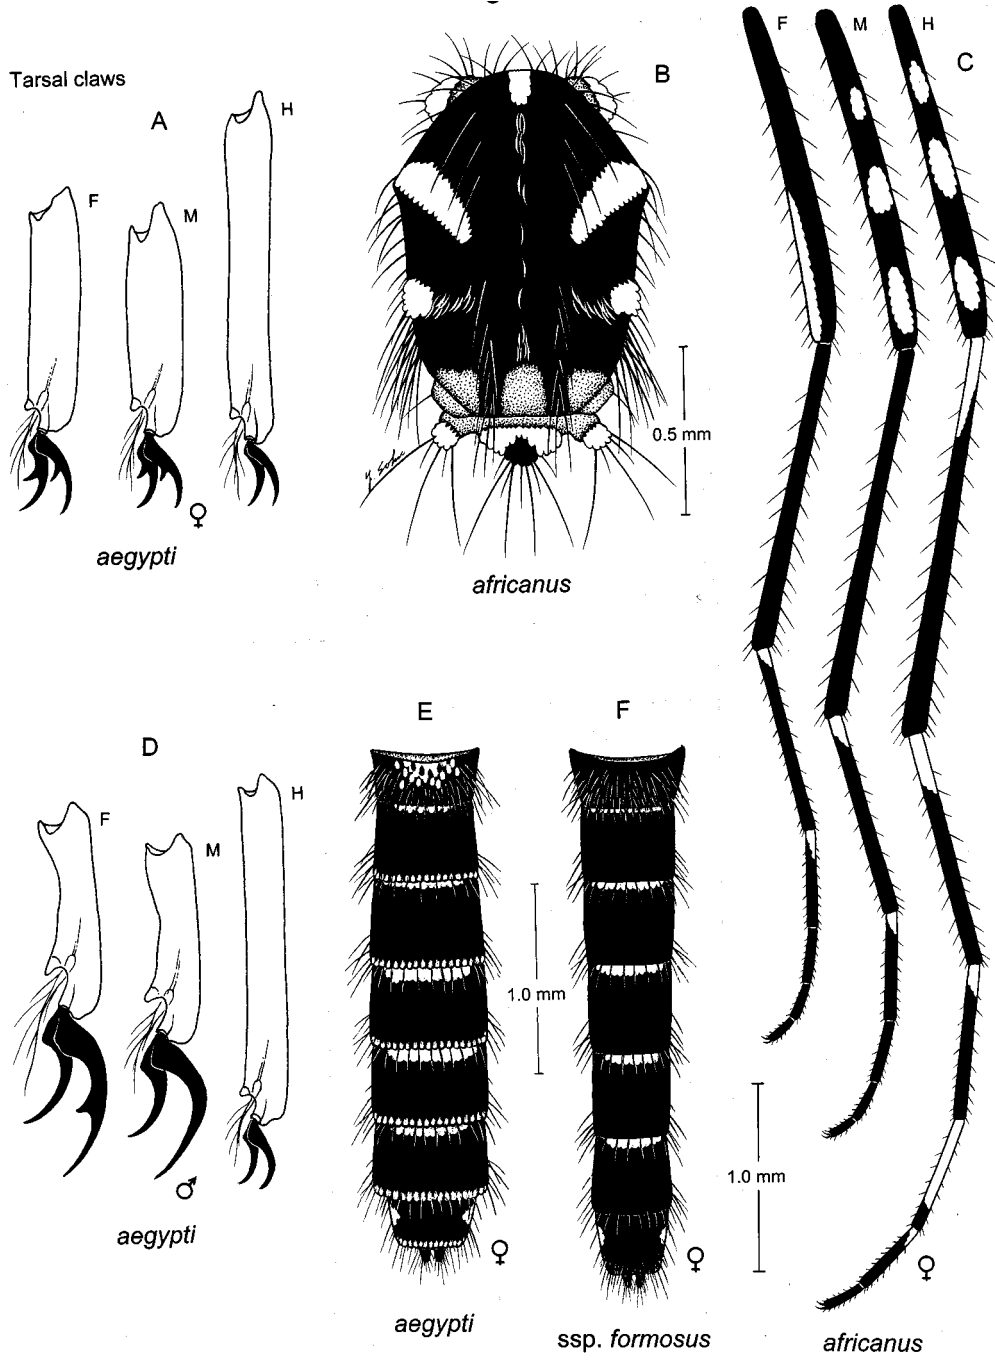 Tarsal claws
A
F
M
H
♀
aegypti
B
0.5 mm
africanus
C
F
M
H
♀
africanus
D
F
M
H
♂
aegypti
E
1.0 mm
♀
aegypti
F
1.0 mm
♀
ssp. formosus